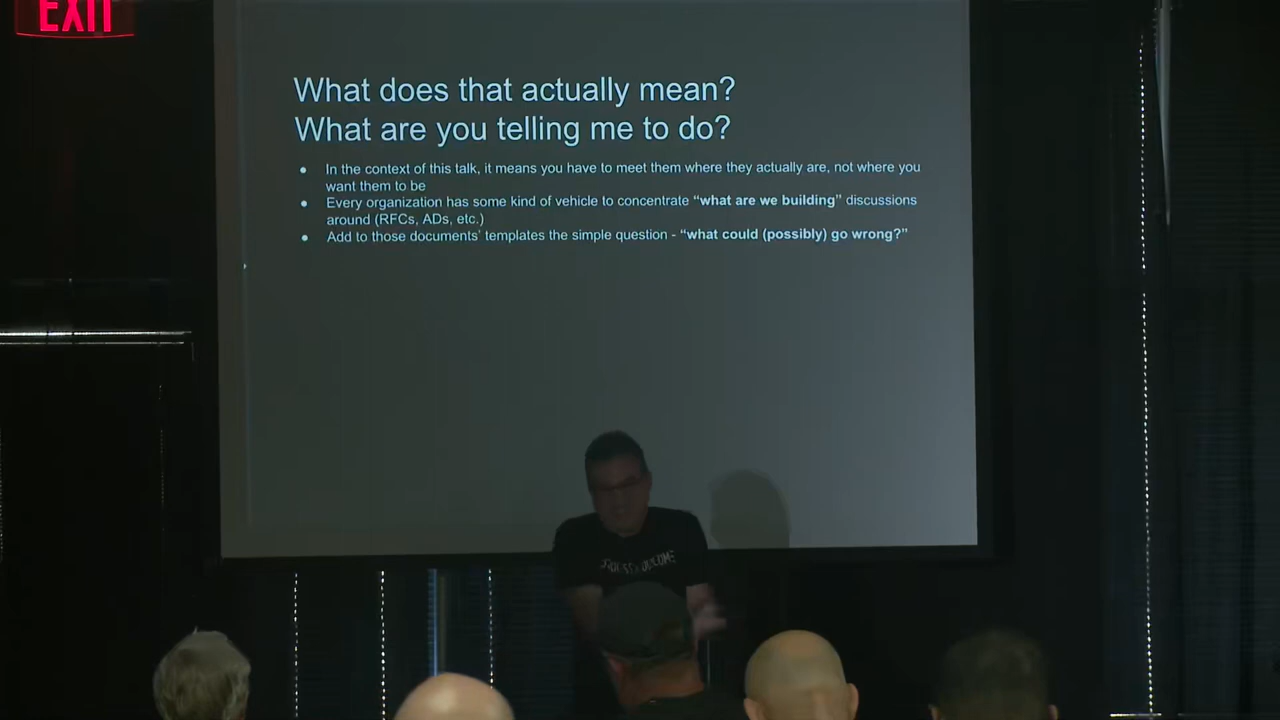 EXIT
What does that actually mean?
What are you telling me to do?
● In the context of this talk, it means you have to meet them where they actually are, not where you
want them to be
● Every organization has some kind of vehicle to concentrate “what are we building” discussions
around (RFCs, ADs, etc.)
● Add to those documents’ templates the simple question - “what could (possibly) go wrong?”